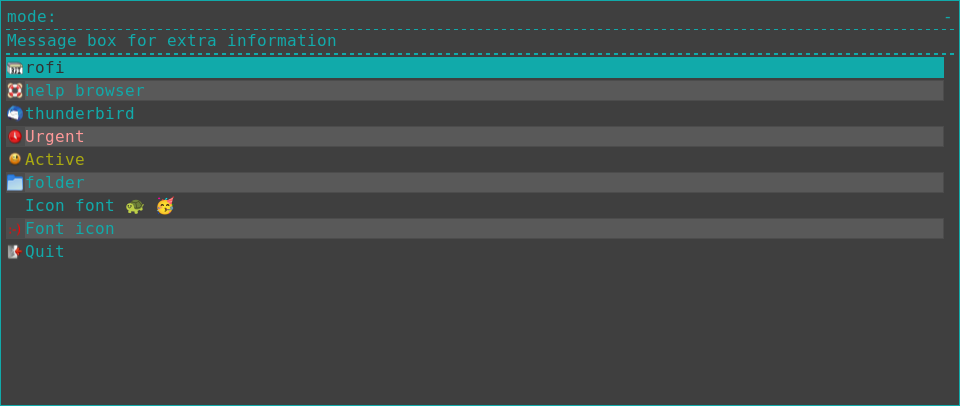 mode: -
Message box for extra information
rofi
help browser
thunderbird
Urgent
Active
folder
Icon font 🐢 🥳
Font icon
Quit